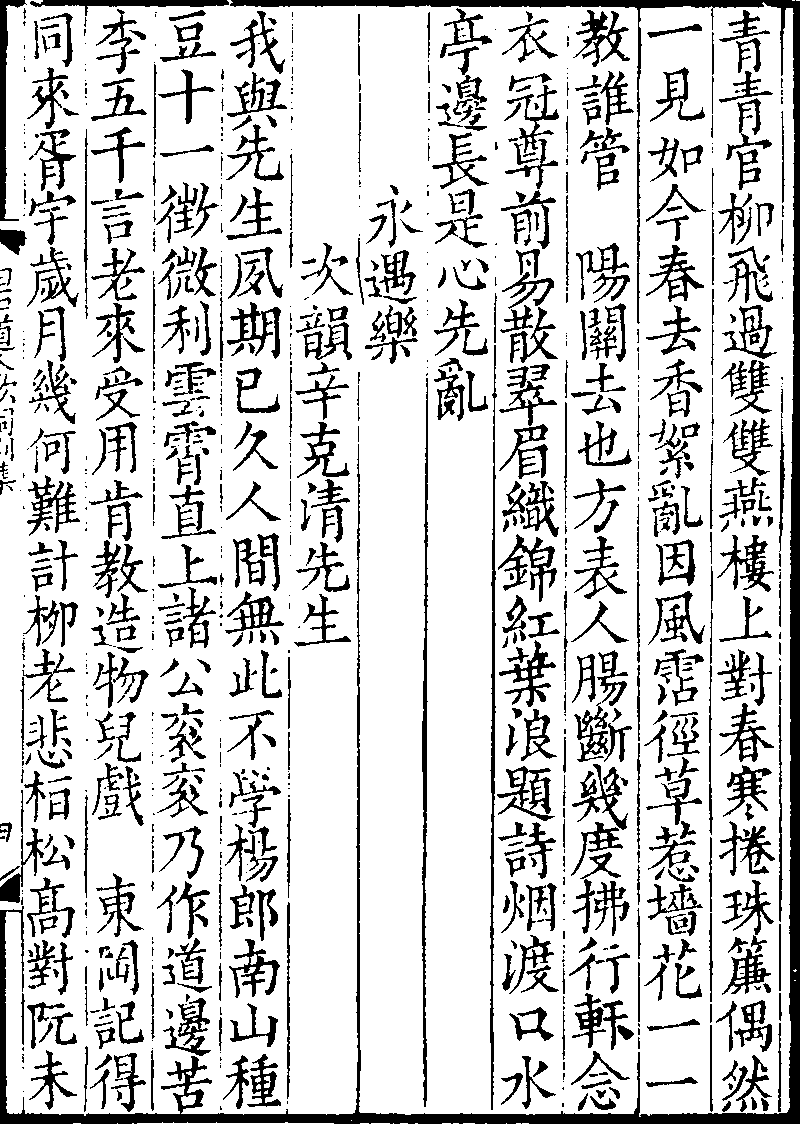 青青官柳飛過雙雙燕樓上對春寒捲珠簾偶然
一見如今春去香絮亂因風霑徑草惹墻花一一
教誰管　陽關去也方表人腸斷幾度拂行軒念
衣冠尊前易散翠眉織錦紅葉浪題詩烟渡口水
亭邊長是心先亂
永遇樂
次韻辛克清先生
我與先生夙期已久人間無此不學楊郎南山種
豆十一徵微利雲霄直上諸公衮衮乃作道邊苦
李五千言老來受用肯教造物兒戲　東岡記得
同來胥宇歲月幾何難計柳老悲柏松高對阮未